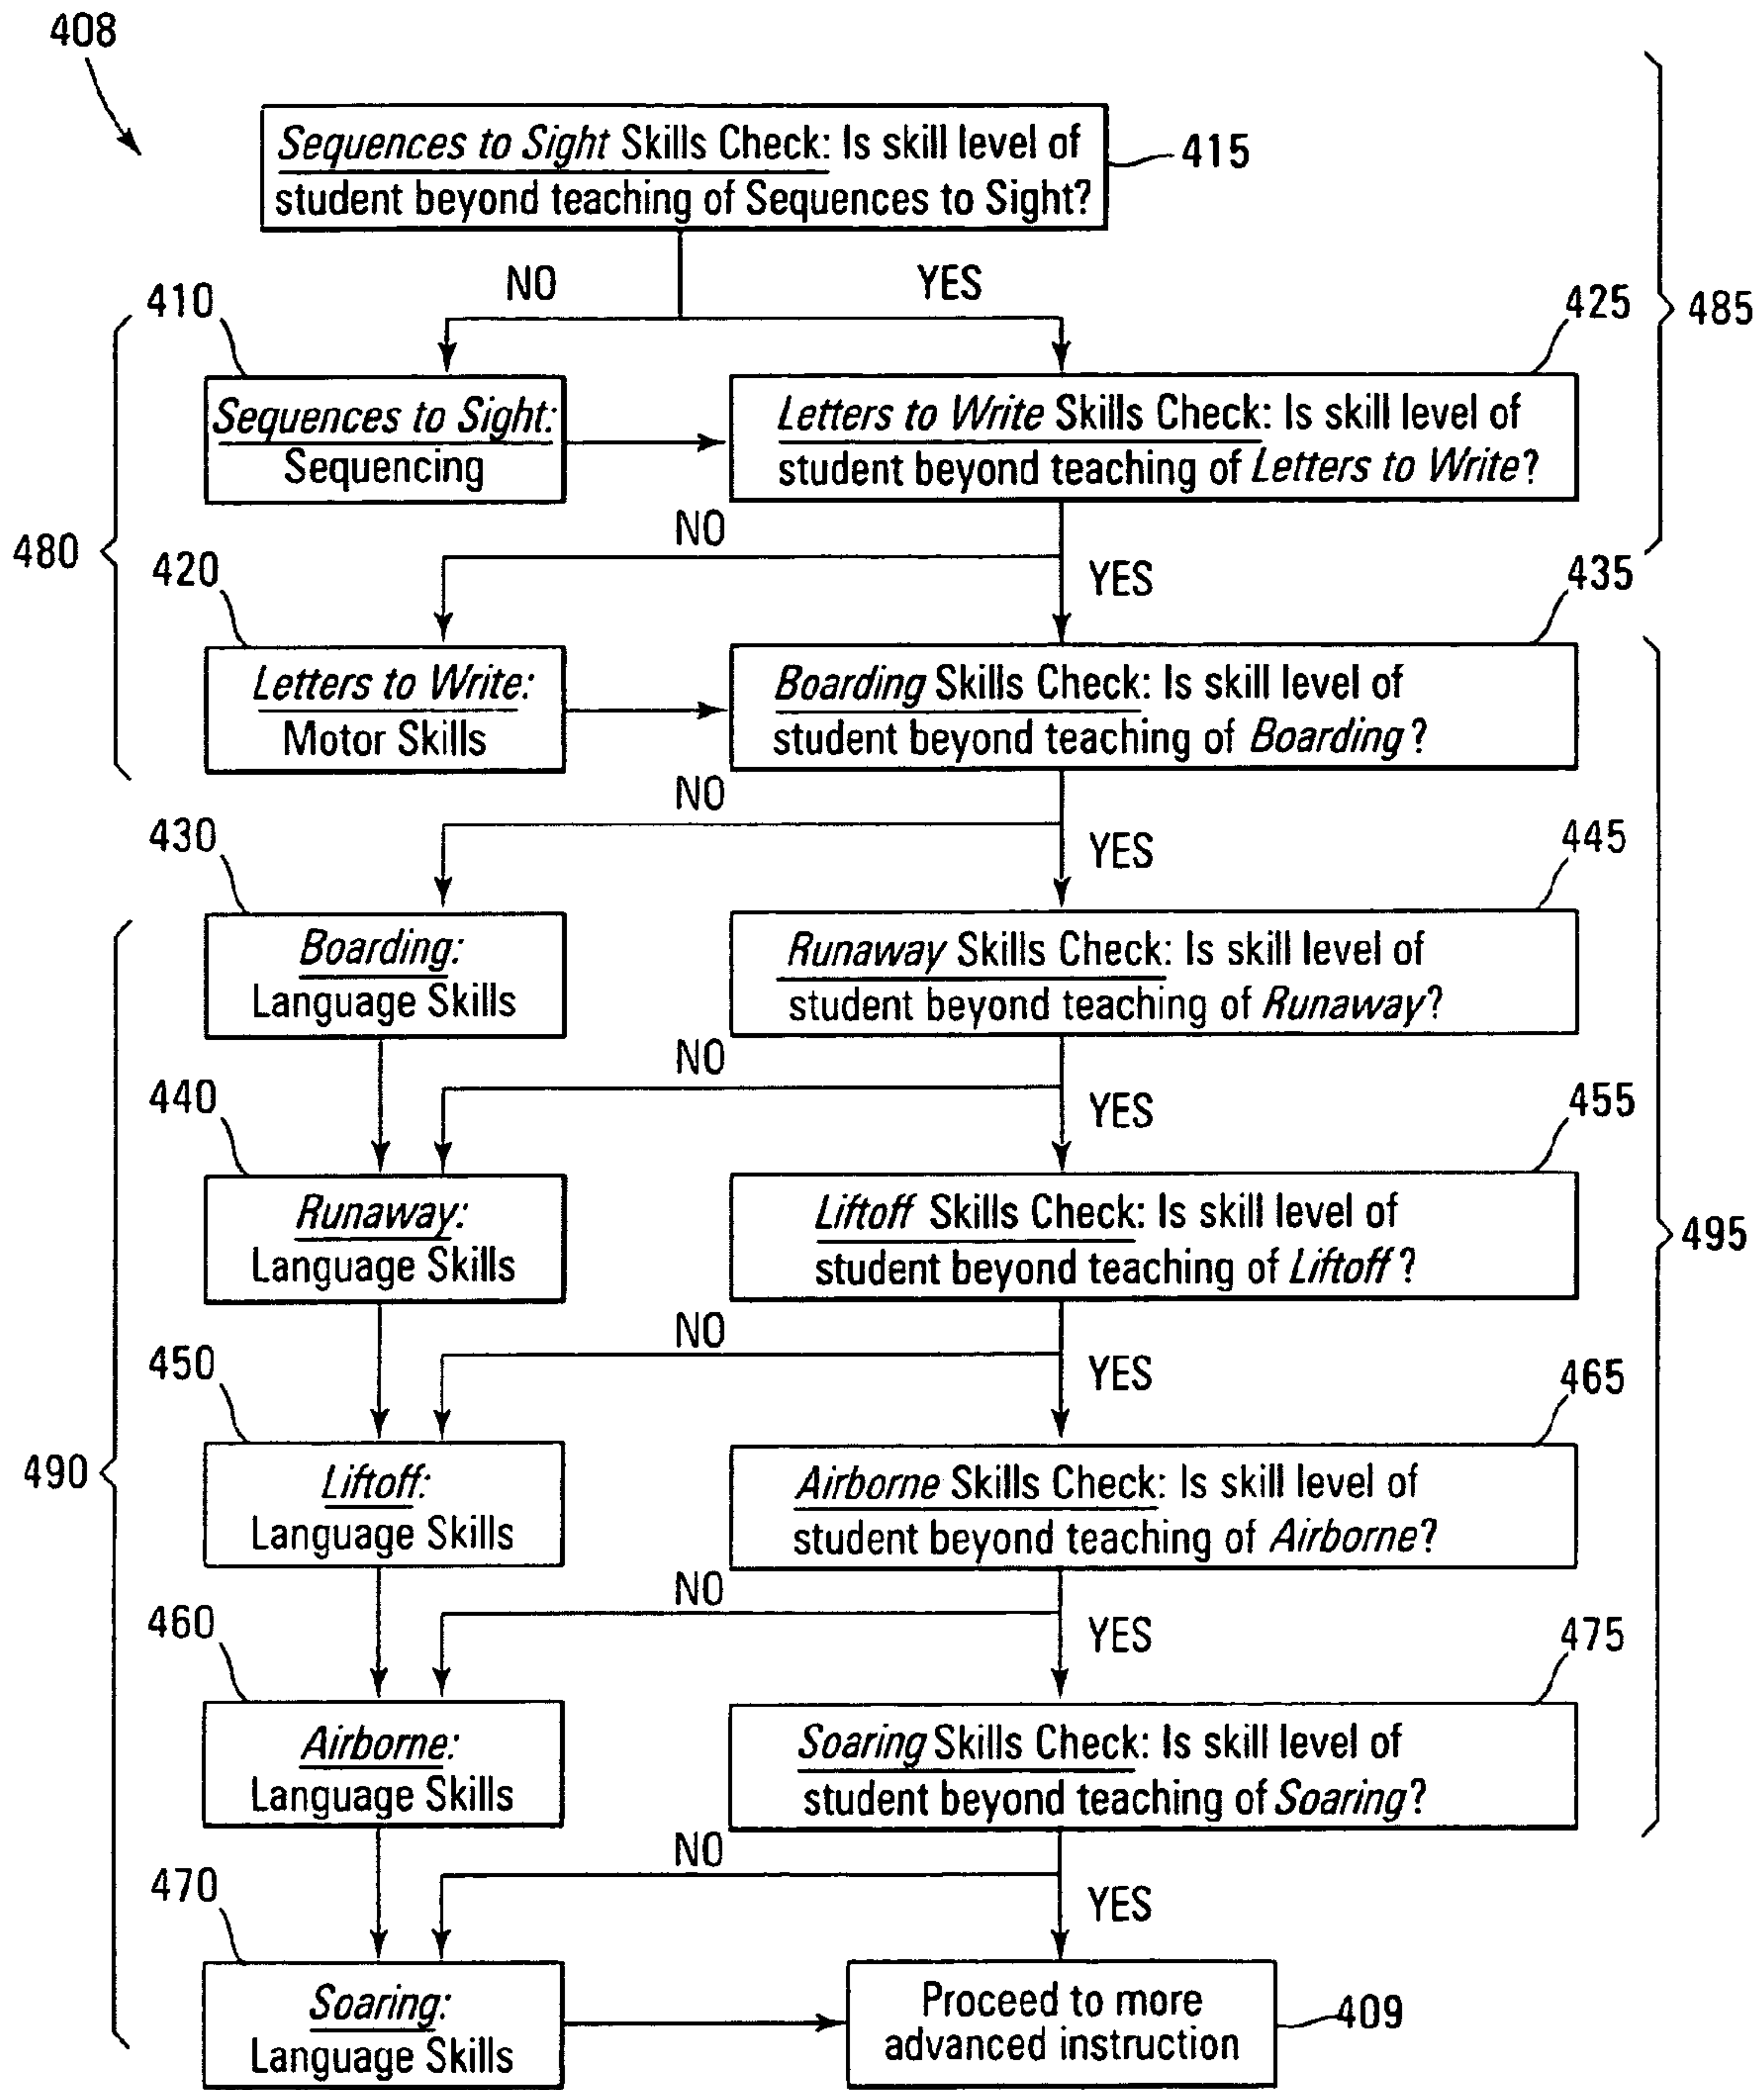 408
Sequences to Sight Skills Check: Is skill level of
student beyond teaching of Sequences to Sight?
415
NO
YES
410
425
485
Sequences to Sight:
Sequencing
Letters to Write Skills Check: Is skill level of
student beyond teaching of Letters to Write?
480
NO
YES
420
435
Letters to Write:
Motor Skills
Boarding Skills Check: Is skill level of
student beyond teaching of Boarding?
NO
YES
430
445
Boarding:
Language Skills
Runaway Skills Check: Is skill level of
student beyond teaching of Runaway?
NO
YES
440
455
Runaway:
Language Skills
Liftoff Skills Check: Is skill level of
student beyond teaching of Liftoff?
495
NO
YES
450
465
490
Liftoff:
Language Skills
Airborne Skills Check: Is skill level of
student beyond teaching of Airborne?
NO
YES
460
475
Airborne:
Language Skills
Soaring Skills Check: Is skill level of
student beyond teaching of Soaring?
NO
YES
470
Soaring:
Language Skills
Proceed to more
advanced instruction
409